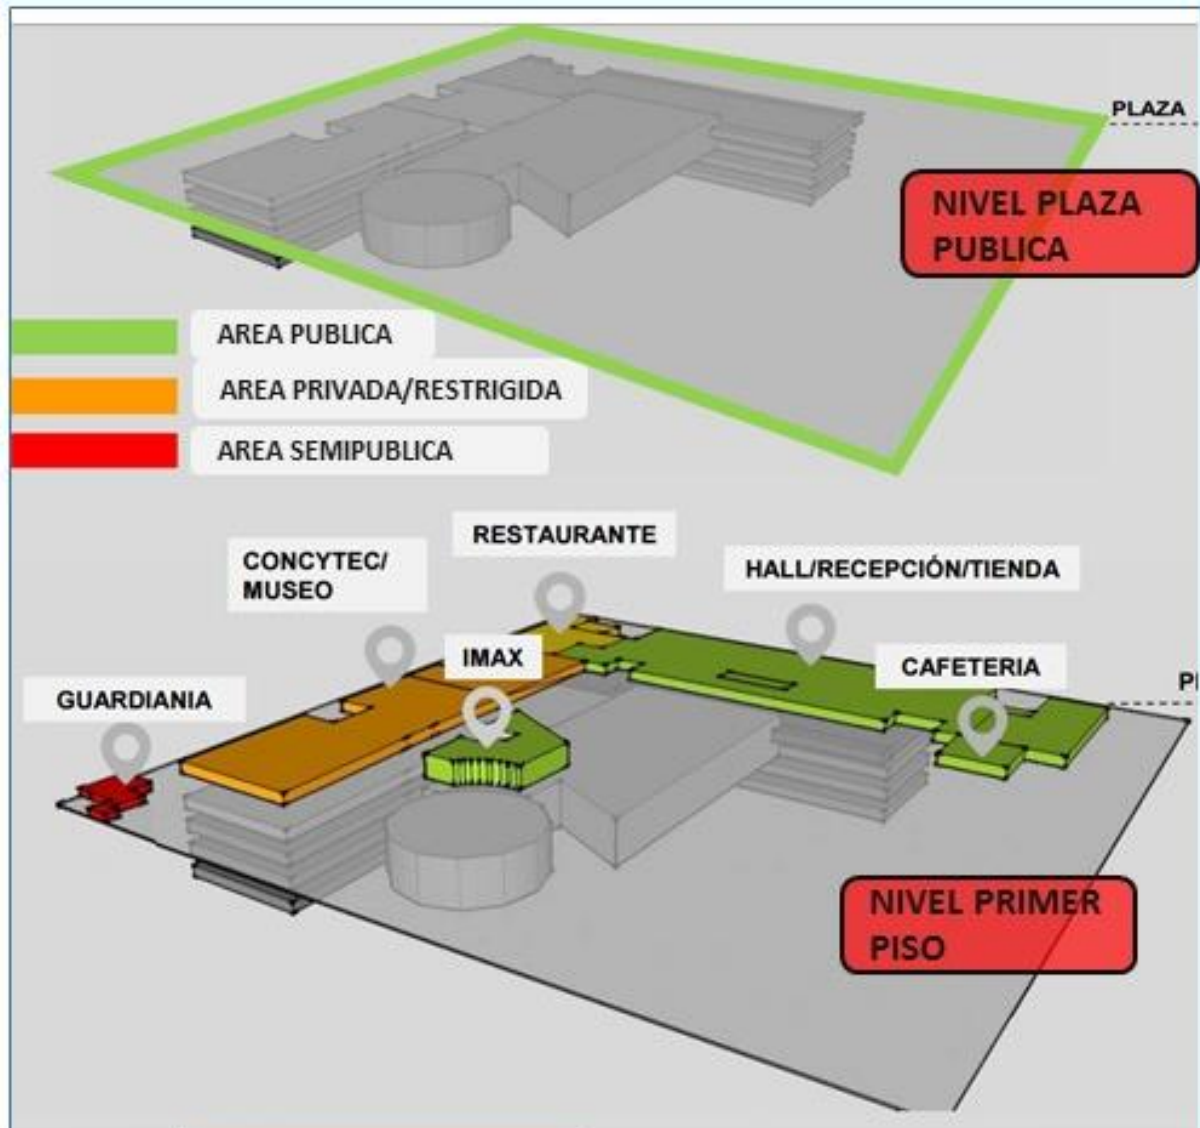 PLAZA
NIVEL PLAZA
PUBLICA
AREA PUBLICA
AREA PRIVADA/RESTRIGIDA
AREA SEMIPUBLICA
RESTAURANTE
CONCYTEC/
MUSEO
HALL/RECEPCIÓN/TIENDA
IMAX
CAFETERIA
GUARDIANIA
NIVEL PRIMER
PISO